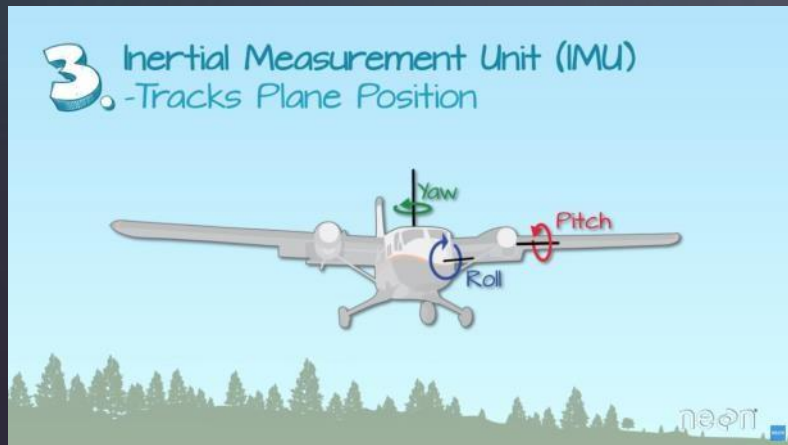 3. Inertial Measurement Unit (IMU)
-Tracks Plane Position
Yaw
Pitch
Roll
neon